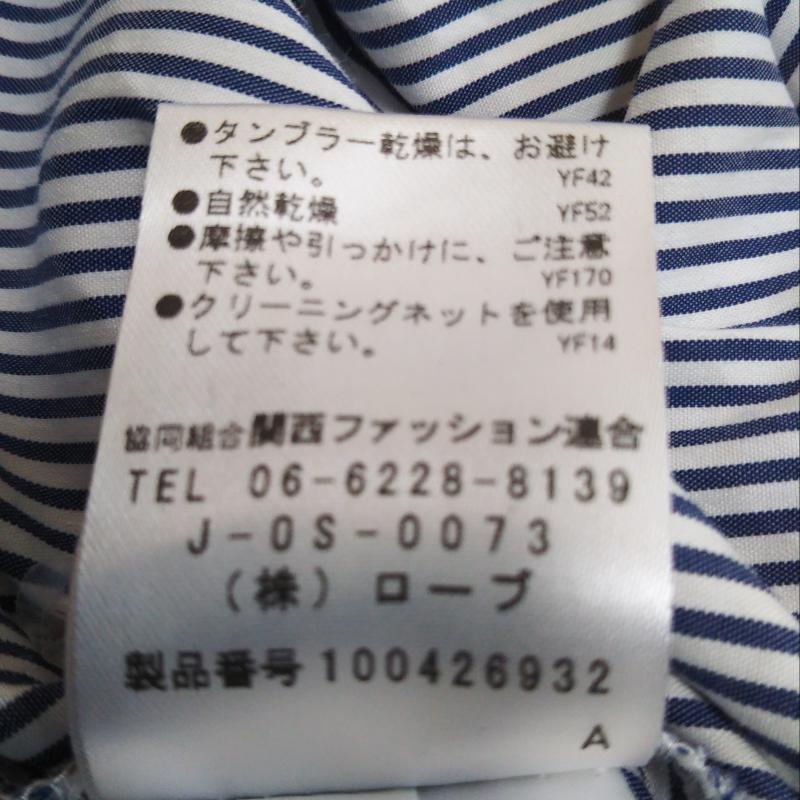 ●タンブラー乾燥は、お避け
下さい。 YF42
●自然乾燥 YF52
●摩擦や引っかけに、ご注意
下さい。 YF170
●クリーニングネットを使用
して下さい。 YF14
協同組合関西ファッション連合
TEL 06-6228-8139
J-OS-0073
(株) ローブ
製品番号100426932
A